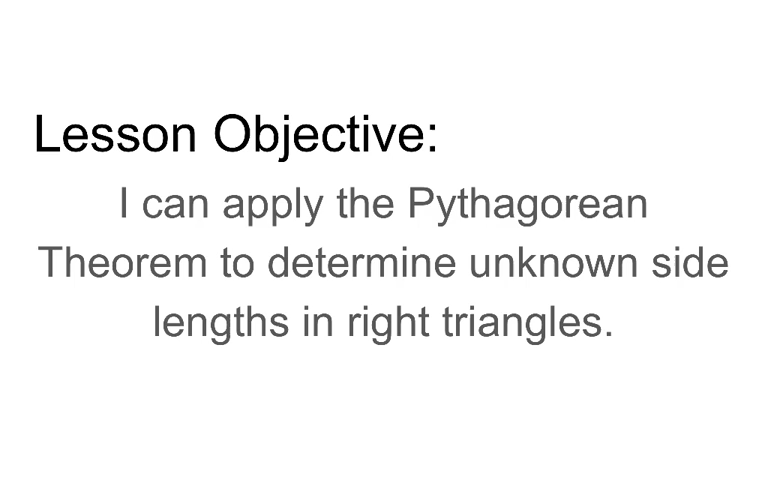 Lesson Objective:
I can apply the Pythagorean
Theorem to determine unknown side
lengths in right triangles.